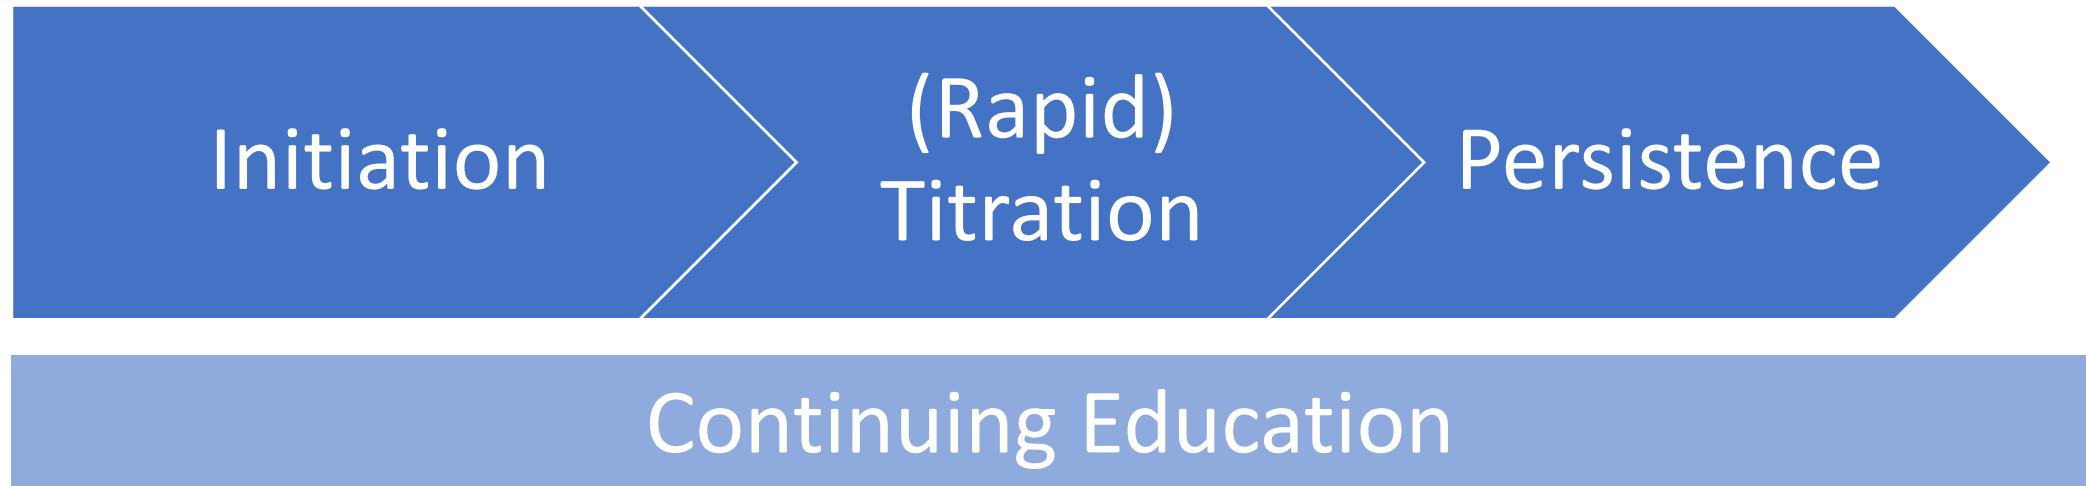 Initiation
(Rapid)
Titration
Persistence
Continuing Education